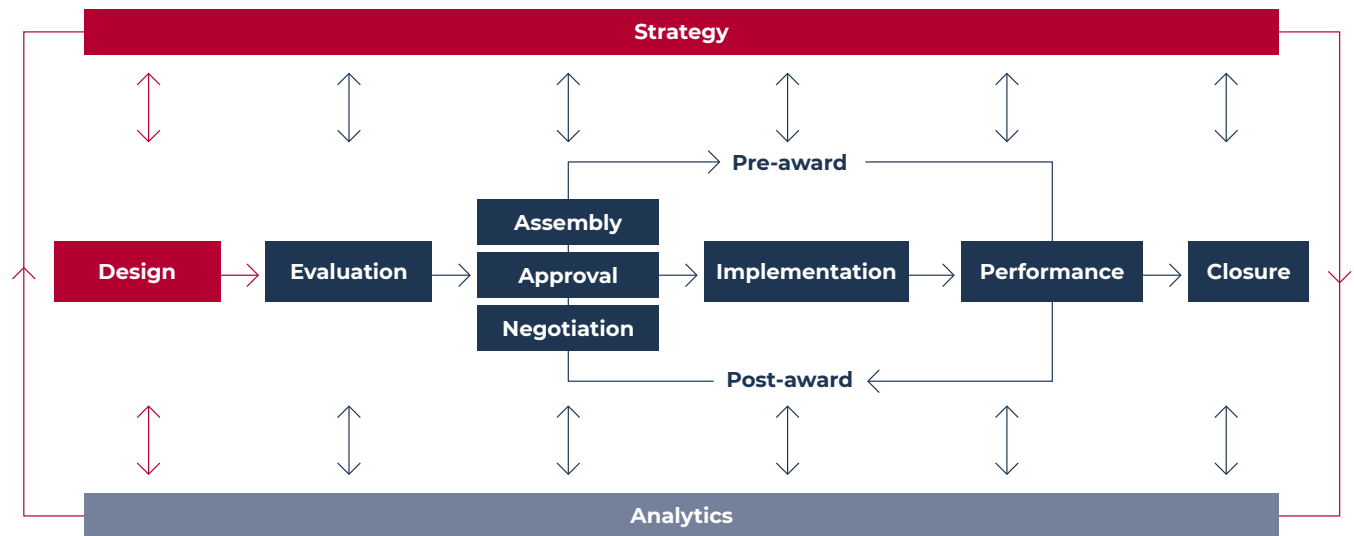 Strategy
Pre-award
Assembly
Design
Evaluation
Approval
Implementation
Performance
Closure
Negotiation
Post-award
Analytics